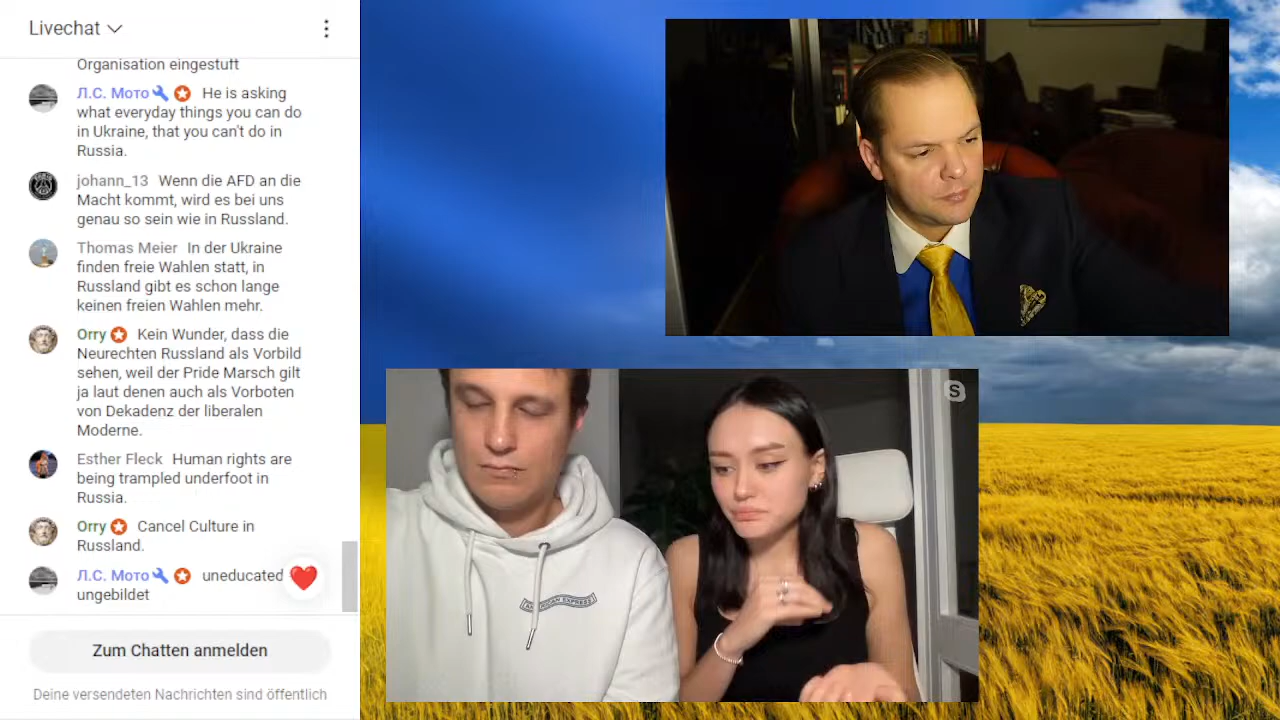 Livechat
Organisation eingestuft
Л.С. Мото He is asking
what everyday things you can do
in Ukraine, that you can't do in
Russia.
johann_13 Wenn die AFD an die
Macht kommt, wird es bei uns
genau so sein wie in Russland.
Thomas Meier In der Ukraine
finden freie Wahlen statt, in
Russland gibt es schon lange
keinen freien Wahlen mehr.
Orry Kein Wunder, dass die
Neurechten Russland als Vorbild
sehen, weil der Pride Marsch gilt
ja laut denen auch als Vorboten
von Dekadenz der liberalen
Moderne.
Esther Fleck Human rights are
being trampled underfoot in
Russia.
Orry Cancel Culture in
Russland.
Л.С. Мото uneducated
ungebildet
Zum Chatten anmelden
Deine versendeten Nachrichten sind öffentlich
S
AMERICAN EXPRESS